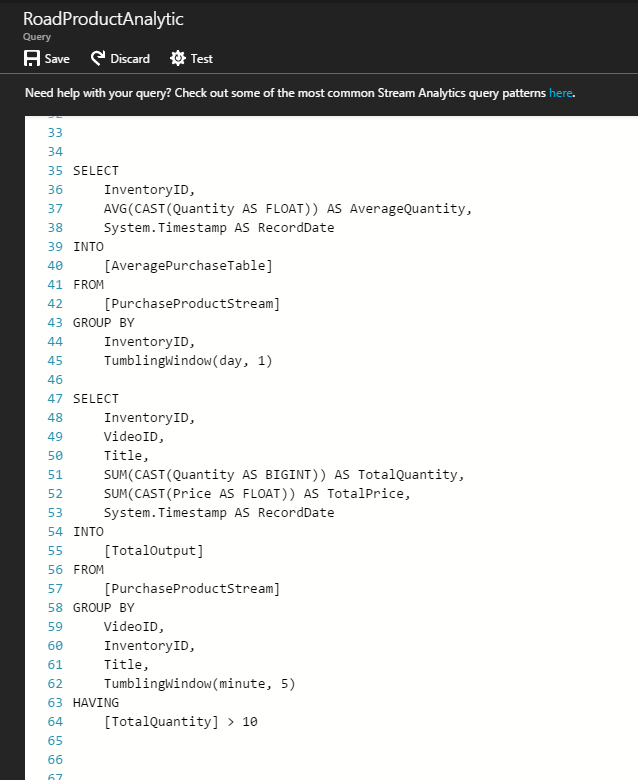 RoadProductAnalytic
Query
Save Discard Test
Need help with your query? Check out some of the most common Stream Analytics query patterns here.
32
33
34
35 SELECT
36     InventoryID,
37     AVG(CAST(Quantity AS FLOAT)) AS AverageQuantity,
38     System.Timestamp AS RecordDate
39 INTO
40     [AveragePurchaseTable]
41 FROM
42     [PurchaseProductStream]
43 GROUP BY
44     InventoryID,
45     TumblingWindow(day, 1)
46
47 SELECT
48     InventoryID,
49     VideoID,
50     Title,
51     SUM(CAST(Quantity AS BIGINT)) AS TotalQuantity,
52     SUM(CAST(Price AS FLOAT)) AS TotalPrice,
53     System.Timestamp AS RecordDate
54 INTO
55     [TotalOutput]
56 FROM
57     [PurchaseProductStream]
58 GROUP BY
59     VideoID,
60     InventoryID,
61     Title,
62     TumblingWindow(minute, 5)
63 HAVING
64     [TotalQuantity] > 10
65
66
67